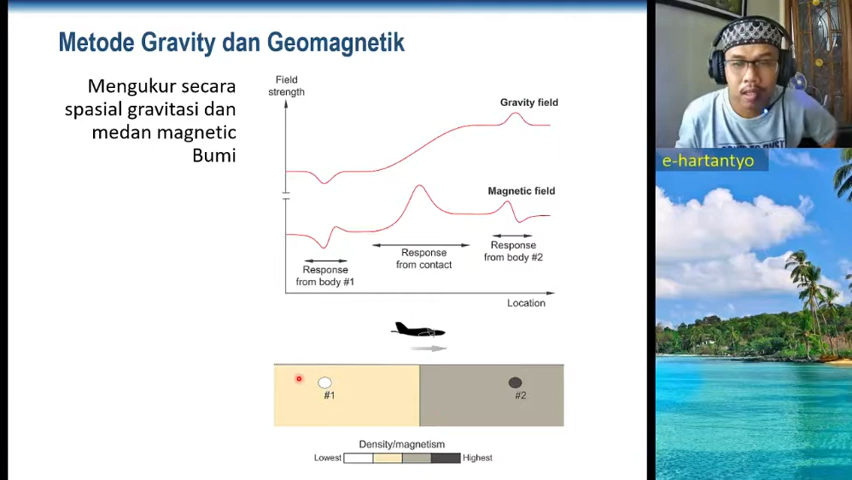 Metode Gravity dan Geomagnetik
Mengukur secara
spasial gravitasi dan
medan magnetic
Bumi
Field
strength
Gravity field
Magnetic field
Response
from body #1
Response
from contact
Response
from body #2
Location
#1
#2
Density/magnetism
Lowest
Highest
e-hartantyo